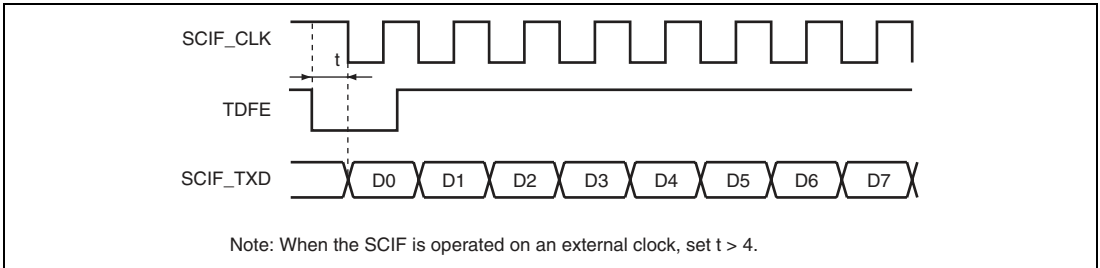 SCIF_CLK
t
TDFE
SCIF_TXD D0 D1 D2 D3 D4 D5 D6 D7
Note: When the SCIF is operated on an external clock, set t > 4.